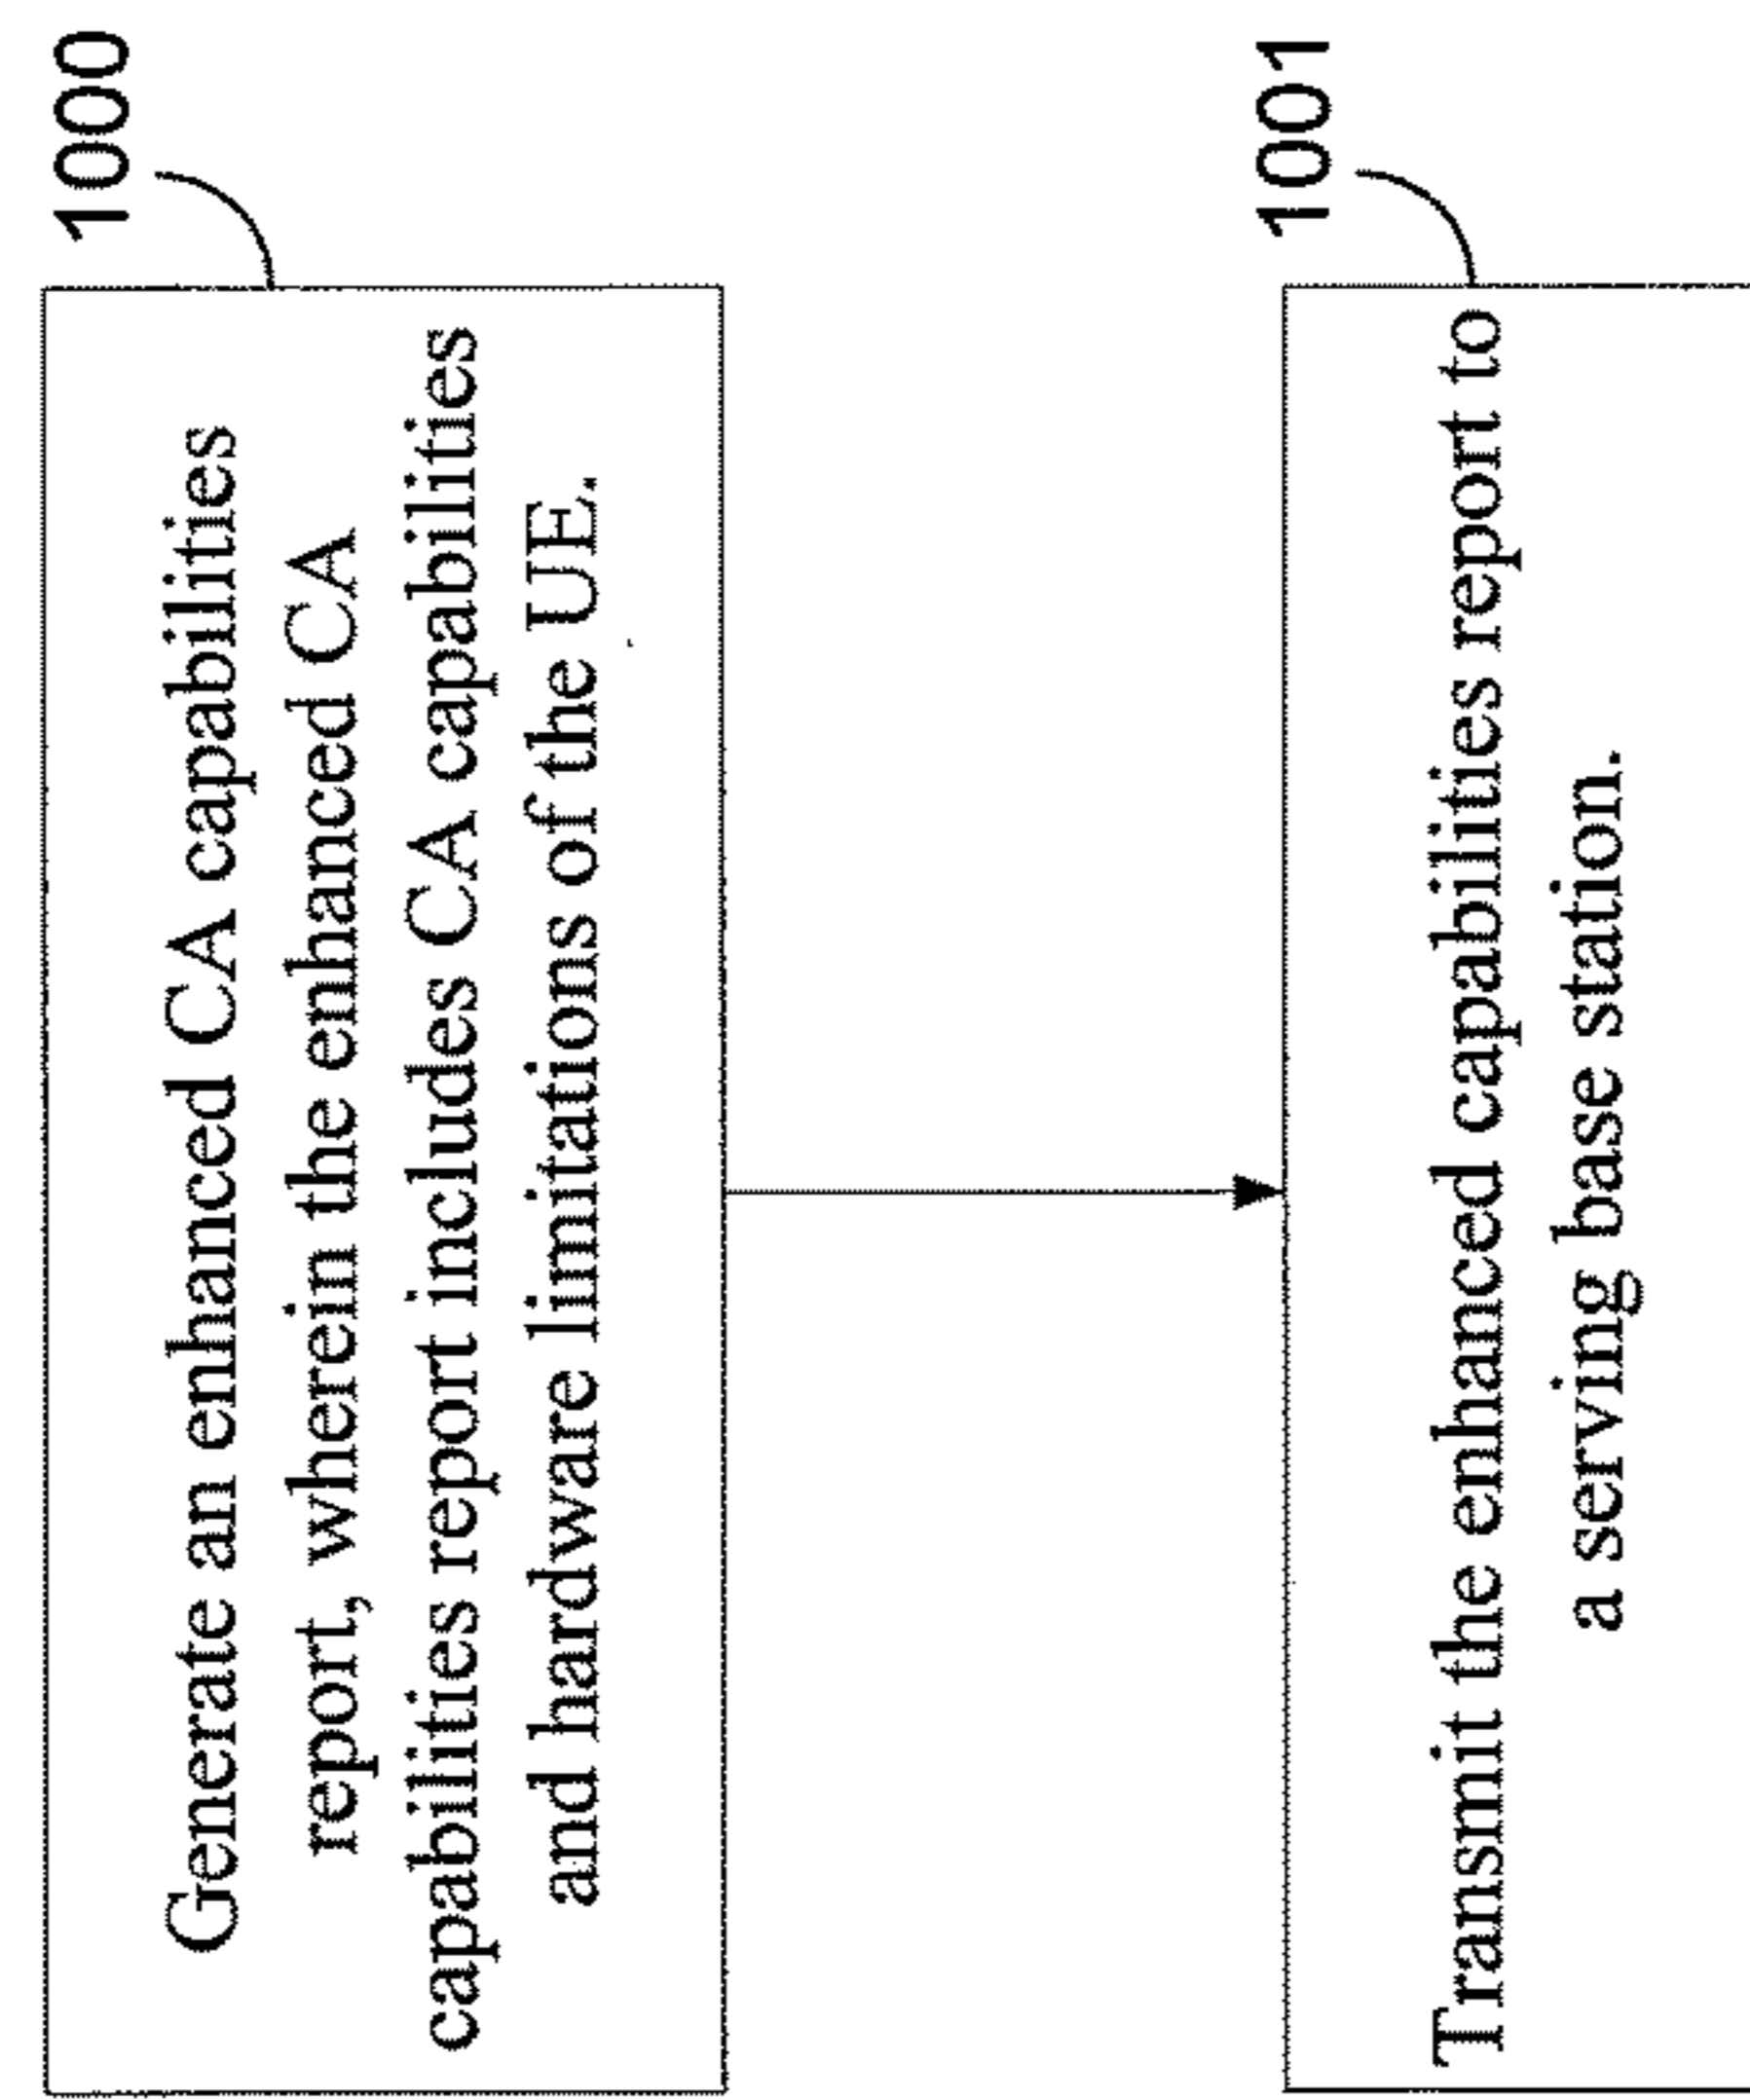 1000
Generate an enhanced CA capabilities
report, wherein the enhanced CA
capabilities report includes CA capabilities
and hardware limitations of the UE.
1001
Transmit the enhanced capabilities report to
a serving base station.